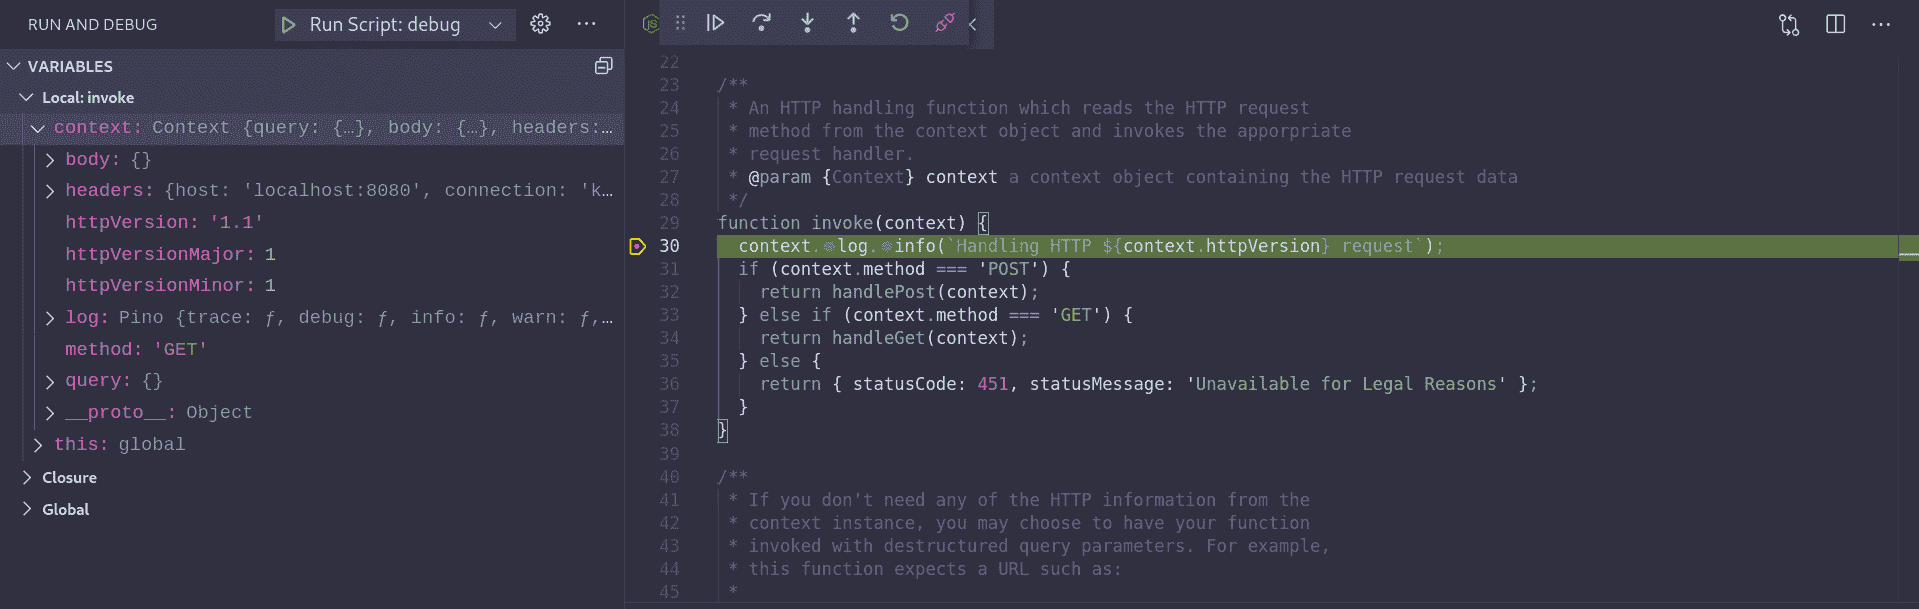 RUN AND DEBUG
Run Script: debug
VARIABLES
Local: invoke
context: Context {query: {…}, body: {…}, headers:…
body: {}
headers: {host: 'localhost:8080', connection: 'k…
httpVersion: '1.1'
httpVersionMajor: 1
httpVersionMinor: 1
log: Pino {trace: ƒ, debug: ƒ, info: ƒ, warn: ƒ,…
method: 'GET'
query: {}
__proto__: Object
this: global
Closure
Global
JS
22
23 /**
24 * An HTTP handling function which reads the HTTP request
25 * method from the context object and invokes the apporpriate
26 * request handler.
27 * @param {Context} context a context object containing the HTTP request data
28 */
29 function invoke(context) {
30 context.log.info(`Handling HTTP ${context.httpVersion} request`);
31 if (context.method === 'POST') {
32 return handlePost(context);
33 } else if (context.method === 'GET') {
34 return handleGet(context);
35 } else {
36 return { statusCode: 451, statusMessage: 'Unavailable for Legal Reasons' };
37 }
38 }
39
40 /**
41 * If you don't need any of the HTTP information from the
42 * context instance, you may choose to have your function
43 * invoked with destructured query parameters. For example,
44 * this function expects a URL such as:
45 *